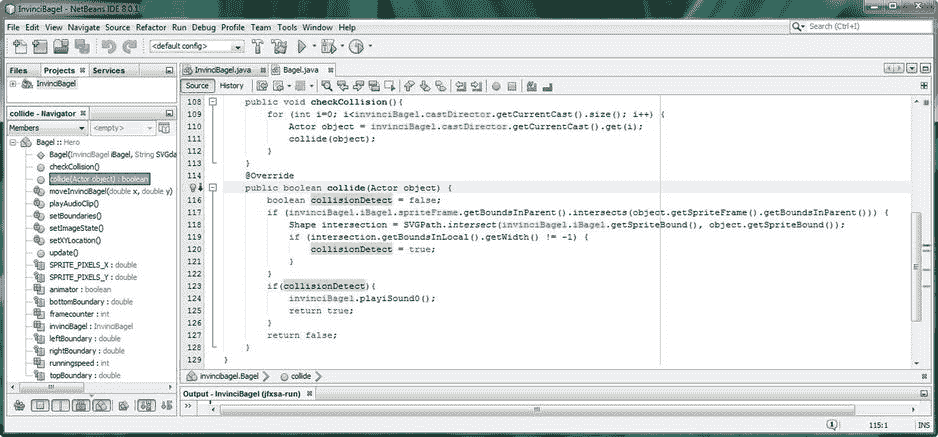 InvinciBagel - NetBeans IDE 8.0.1
File Edit View Navigate Source Refactor Run Debug Profile Team Tools Window Help
Search (Ctrl+I)
<default config>
Files Projects Services
InvinciBagel
InvinciBagel.java Bagel.java
Source History
collide - Navigator
Members <empty>
Bagel :: Hero
Bagel(InvinciBagel iBagel, String SVGda
checkCollision()
collide(Actor object) : boolean
moveInvinciBagel(double x, double y)
playAudioClip()
setBoundaries()
setImageState()
setXYLocation()
update()
SPRITE_PIXELS_X : double
SPRITE_PIXELS_Y : double
animator : boolean
bottomBoundary : double
framecounter : int
invinciBagel : InvinciBagel
leftBoundary : double
rightBoundary : double
runningspeed : int
topBoundary : double
108 public void checkCollision(){
109 for (int i=0; i<invinciBagel.castDirector.getCurrentCast().size(); i++) {
110 Actor object = invinciBagel.castDirector.getCurrentCast().get(i);
111 collide(object);
112 }
113 }
114 @Override
public boolean collide(Actor object) {
116 boolean collisionDetect = false;
117 if (invinciBagel.iBagel.spriteFrame.getBoundsInParent().intersects(object.getSpriteFrame().getBoundsInParent())) {
118 Shape intersection = SVGPath.intersect(invinciBagel.iBagel.getSpriteBound(), object.getSpriteBound());
119 if (intersection.getBoundsInLocal().getWidth() != -1) {
120 collisionDetect = true;
121 }
122 }
123 if(collisionDetect){
124 invinciBagel.playiSound0();
125 return true;
126 }
127 return false;
128 }
129 }
invincibagel.Bagel collide
Output - InvinciBagel (jfxsa-run)
115:1 INS